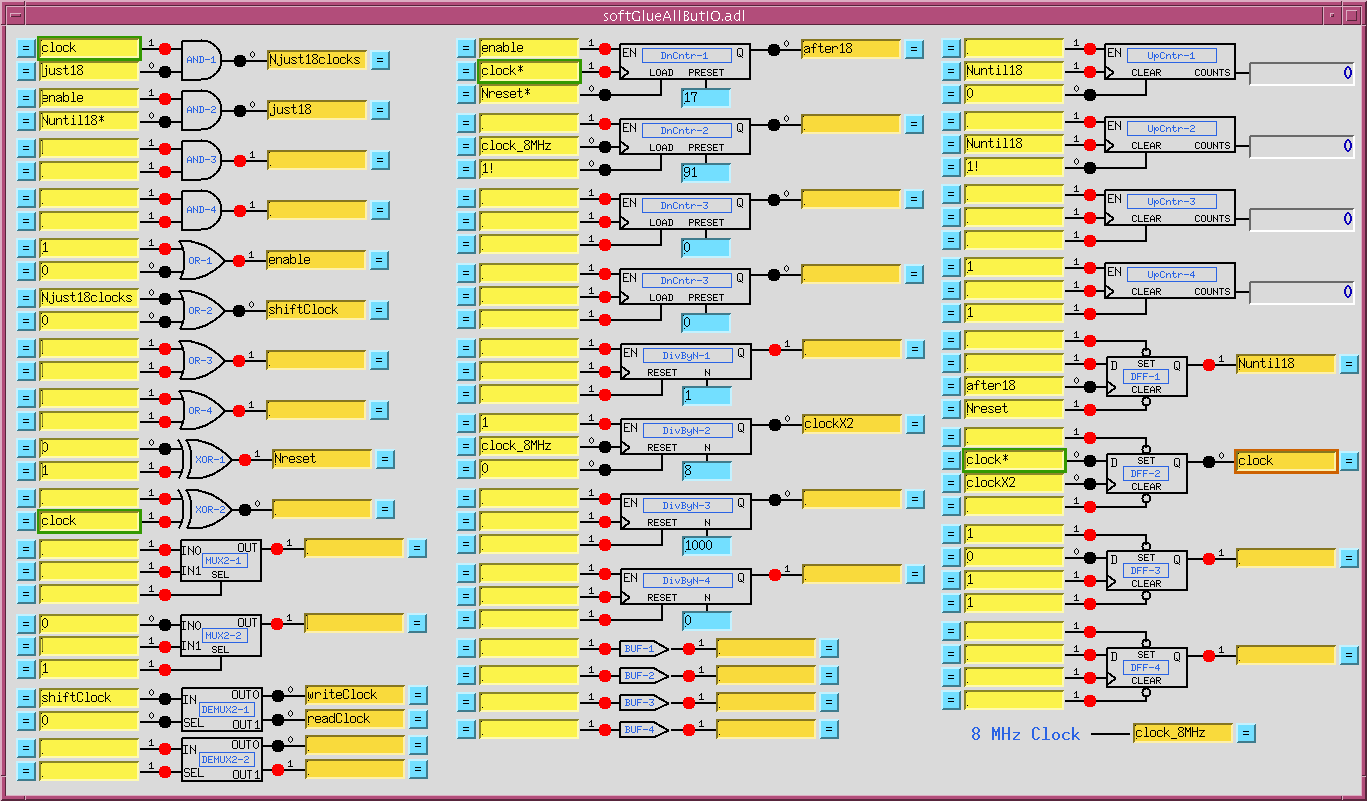 softGlueAllButIO.adl
= clock 1 AND-1 0 Njust18clocks =
= just18 0
= enable 1 AND-2 0 just18 =
= Nuntil18* 0
= 1 AND-3 1 =
= 1
= 1 AND-4 1 =
= 1
= 1 1 OR-1 1 enable =
= 0 0
= Njust18clocks 0 OR-2 0 shiftClock =
= 0 0
= 1 OR-3 1 =
= 1
= 1 OR-4 1 =
= 1
= 0 0 XOR-1 1 Nreset =
= 1 1
= 1 XOR-2 0 =
= clock 1
= 1 IN0 OUT 1 =
= 1 IN1 MUX2-1
= 1 SEL
= 0 0 IN0 OUT 1 =
= 1 IN1 MUX2-2
= 1 1 SEL
= shiftClock 0 IN OUT0 0 writeClock =
DEMUX2-1
= 0 0 SEL OUT1 0 readClock =
= 1 IN OUT0 0 =
DEMUX2-2
= 1 SEL OUT1 1 =
= enable 1 EN DnCntr-1 Q 0 after18 =
= clock* 1 LOAD PRESET
= Nreset* 0 17
= 1 EN DnCntr-2 Q 0 =
= clock_8MHz 0 LOAD PRESET
= 1! 0 91
= 1 EN DnCntr-3 Q 0 =
= 1 LOAD PRESET
= 1 0
= 1 EN DnCntr-3 Q 0 =
= 1 LOAD PRESET
= 1 0
= 1 EN DivByN-1 Q 1 =
= 1 RESET N
= 1 1
= 1 1 EN DivByN-2 Q 0 clockX2 =
= clock_8MHz 0 RESET N
= 0 0 8
= 1 EN DivByN-3 Q 0 =
= 1 RESET N
= 1 1000
= 1 EN DivByN-4 Q 1 =
= 1 RESET N
= 1 0
= 1 BUF-1 1 =
= 1 BUF-2 1 =
= 1 BUF-3 1 =
= 1 BUF-4 1 =
= 1 EN UpCntr-1
= Nuntil18 1 CLEAR COUNTS 0
= 0 0
= 1 EN UpCntr-2
= Nuntil18 1 CLEAR COUNTS 0
= 1! 0
= 1 EN UpCntr-3
= 1 CLEAR COUNTS 0
= 1
= 1 1 EN UpCntr-4
= 1 CLEAR COUNTS 0
= 1 1
= 1 SET
= 1 D DFF-1 Q 1 Nuntil18 =
= after18 0 CLEAR
= Nreset 1
= 1 SET
= clock* 0 D DFF-2 Q 0 clock =
= clockX2 0 CLEAR
= 1
= 1 1 SET
= 0 0 D DFF-3 Q 1 =
= 1 1 CLEAR
= 1 1
= 1 SET
= 1 D DFF-4 Q 1 =
= 1 CLEAR
= 1
8 MHz Clock clock_8MHz =